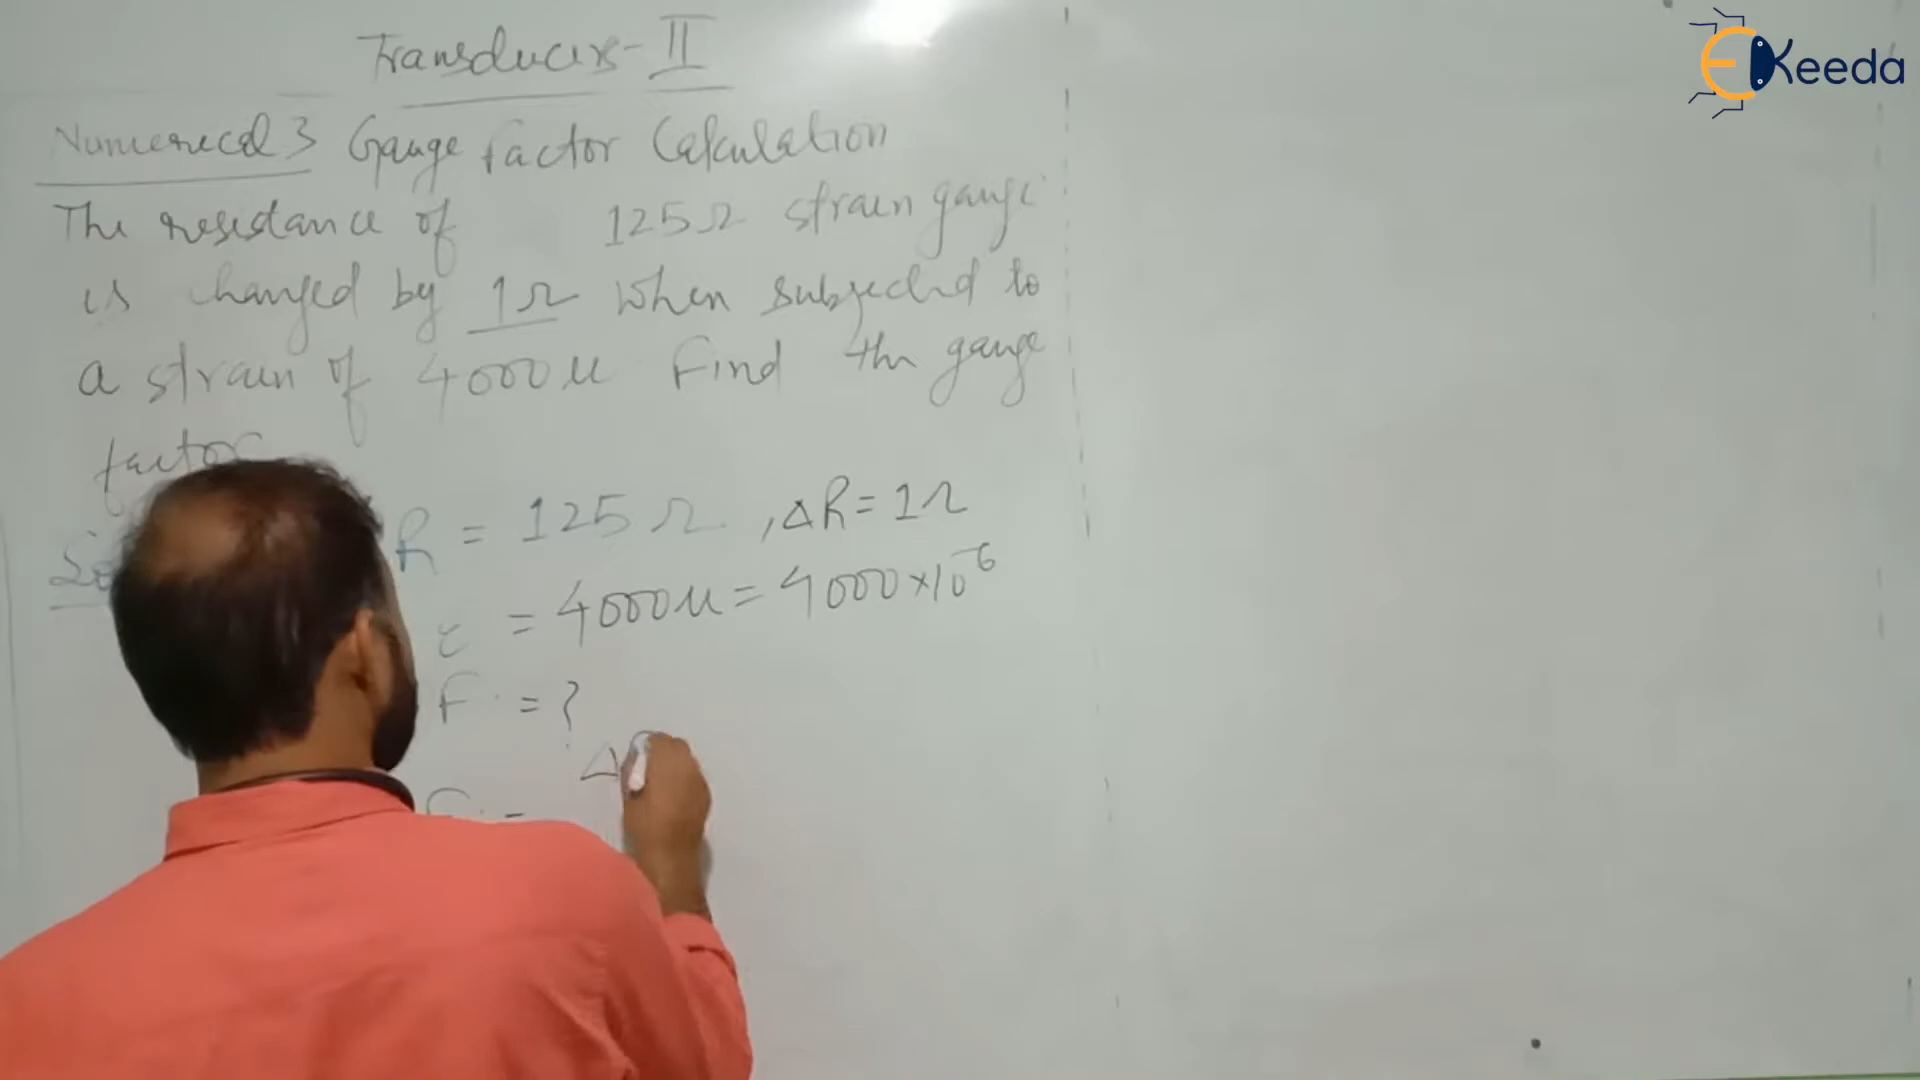 EKeeda
Transducers-II
Numerical 3 Gauge factor Calculation
The resistance of 125Ω strain gauge
is changed by 1Ω when subjected to
a strain of 4000μ Find the gauge
factor
R = 125Ω, ΔR = 1Ω
ε = 4000μ = 4000×10⁻⁶
F = ?
Δ